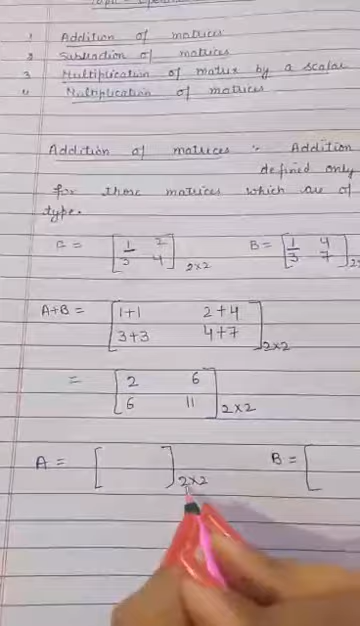 Topic - Operation
1 Addition of matrices
2 Subtraction of matrices
3 Multiplication of matrix by a scalar
4 Multiplication of matrices
Addition of matrices :- Addition
defined only
for those matrices which are of
type.
= [1 2 B = [1 4
3 4]2×2 3 7]
A+B = [1+1 2+4
3+3 4+7]2×2
= [2 6
6 11]2×2
A = [ ]2×2 B = [